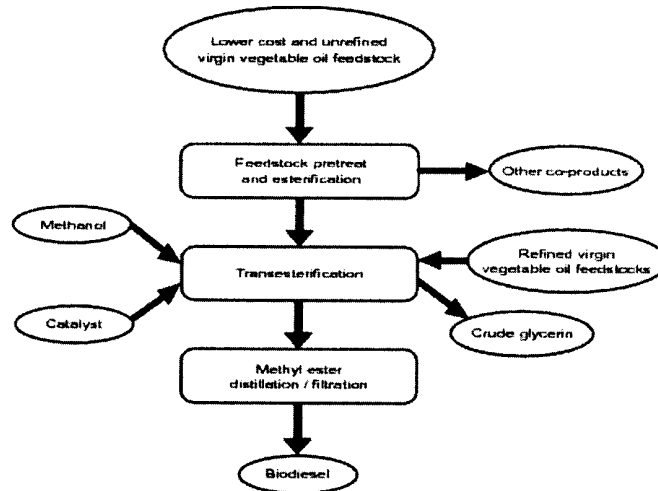 Lower cost and unrefined
virgin vegetable oil feedstock
Feedstock pretreat
and esterification
Other co-products
Methanol
Transesterification
Refined virgin
vegetable oil feedstocks
Catalyst
Crude glycerin
Methyl ester
distillation / filtration
Biodiesel